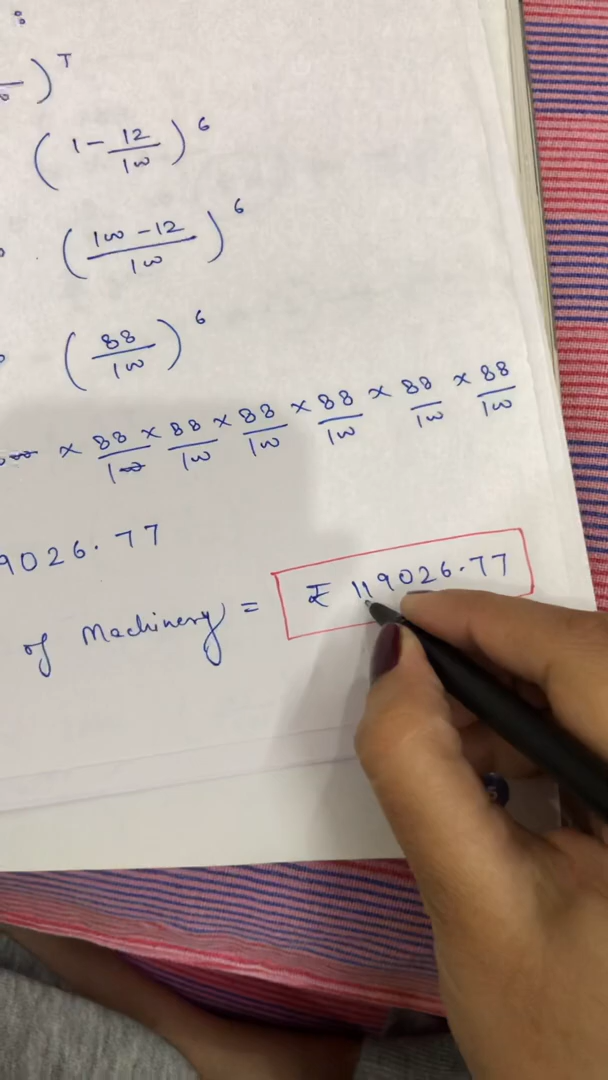 :
)^T
(1 - 12/100)^6
(100 - 12/100)^6
(88/100)^6
× 88/100 × 88/100 × 88/100 × 88/100 × 88/100 × 88/100
9026.77
of Machinery = ₹ 119026.77